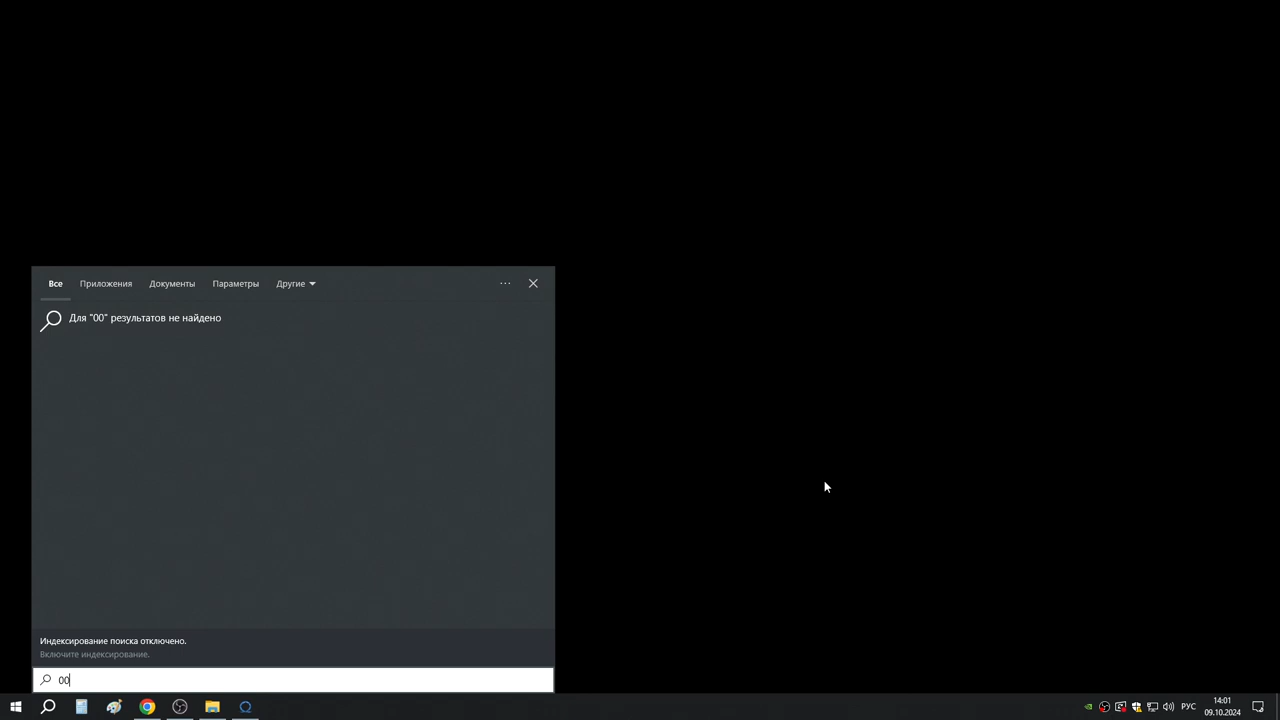 Все Приложения Документы Параметры Другие
Для "00" результатов не найдено
Индексирование поиска отключено.
Включите индексирование.
00
РУС
14:01
09.10.2024